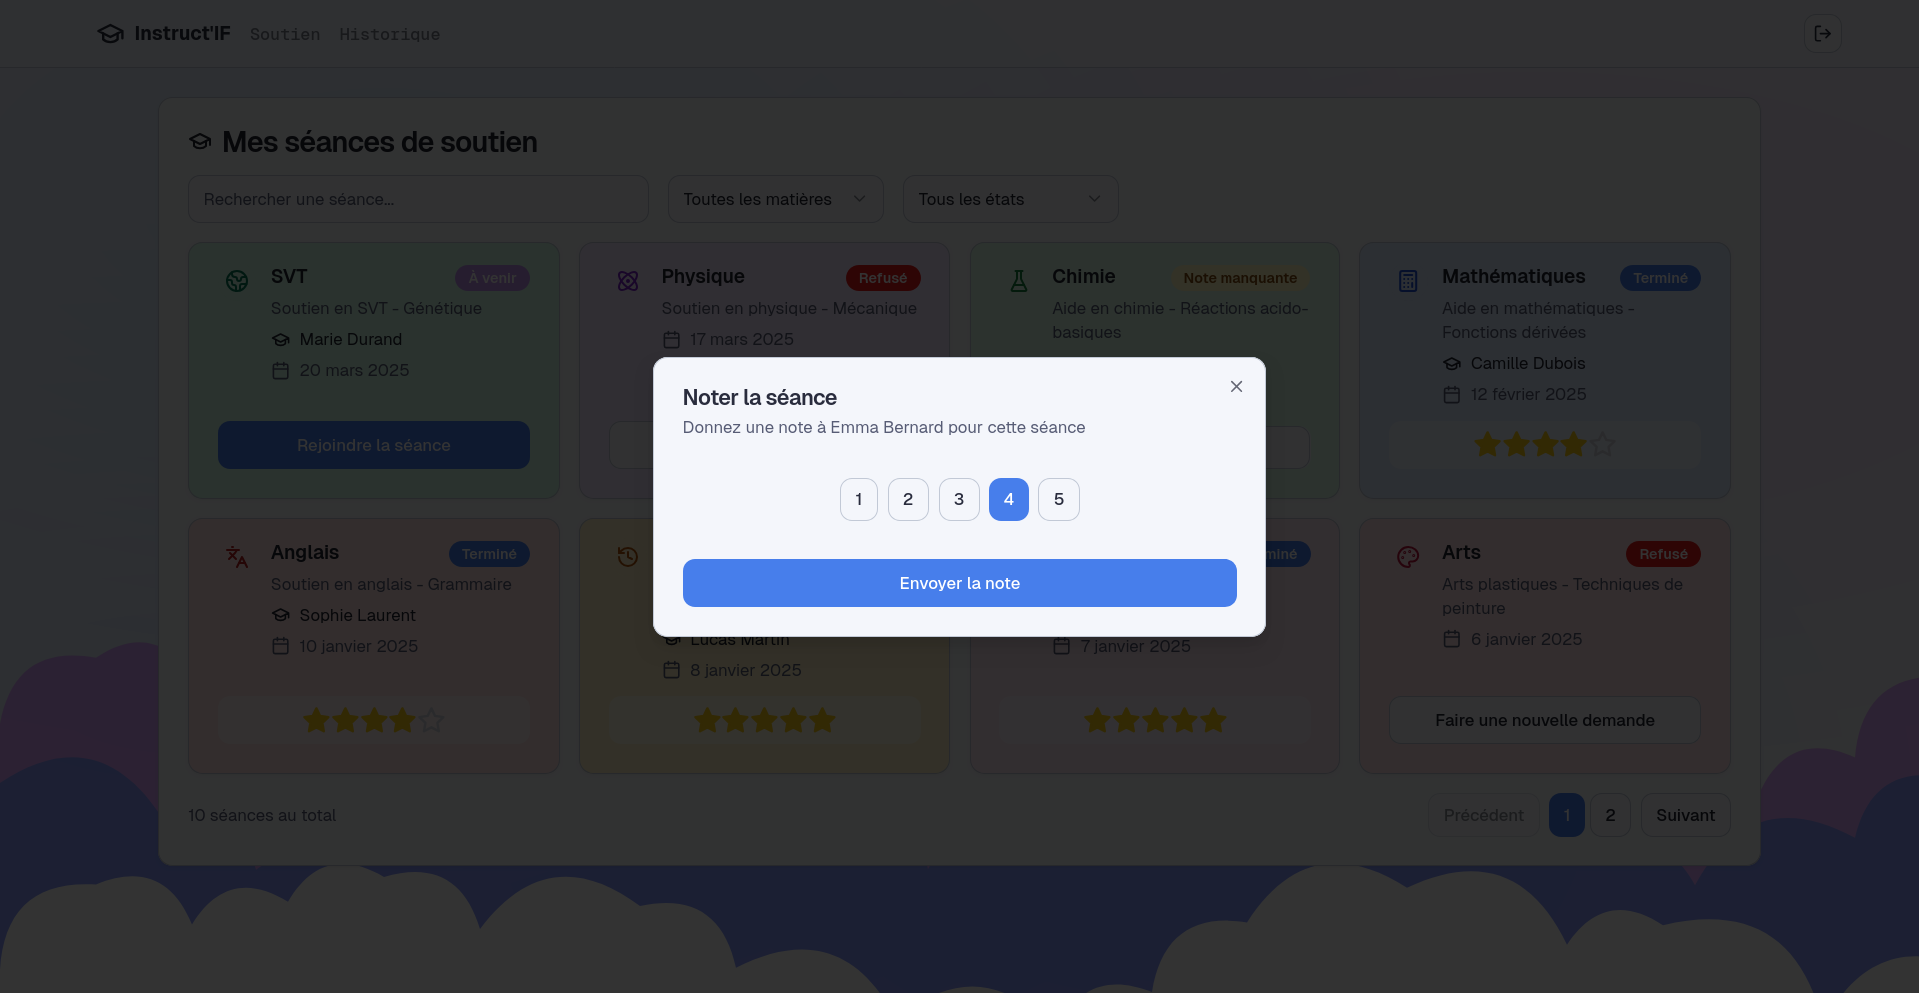 Instruct'IF Soutien Historique
Mes séances de soutien
Rechercher une séance...
Toutes les matières
Tous les états
SVT
À venir
Soutien en SVT - Génétique
Marie Durand
20 mars 2025
Rejoindre la séance
Physique
Refusé
Soutien en physique - Mécanique
17 mars 2025
Chimie
Note manquante
Aide en chimie - Réactions acido-
basiques
Mathématiques
Terminé
Aide en mathématiques -
Fonctions dérivées
Camille Dubois
12 février 2025
Noter la séance
Donnez une note à Emma Bernard pour cette séance
1
2
3
4
5
Envoyer la note
Anglais
Terminé
Soutien en anglais - Grammaire
Sophie Laurent
10 janvier 2025
Lucas Martin
8 janvier 2025
7 janvier 2025
Arts
Refusé
Arts plastiques - Techniques de
peinture
6 janvier 2025
Faire une nouvelle demande
10 séances au total
Précédent
1
2
Suivant